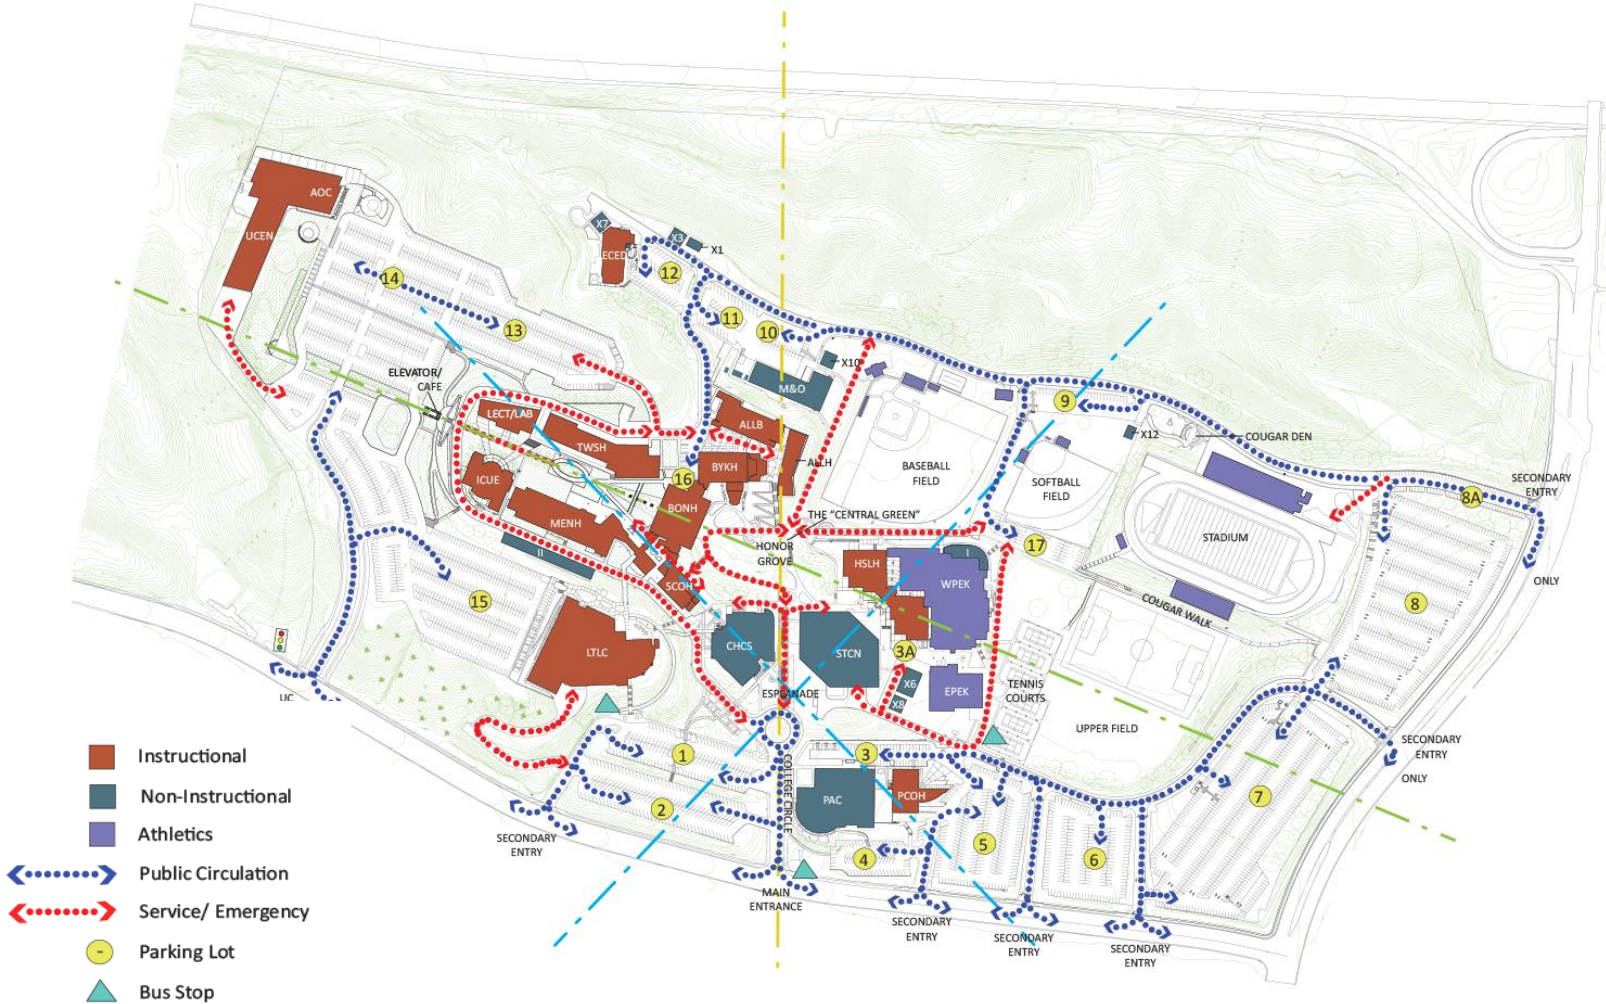 AOC
UCEN
X7
ECED
X3
X1
12
14
13
11
10
ELEVATOR/
CAFE
X10
M&O
9
X12
COUGAR DEN
LECT/LAB
TWSH
ALLB
BYKH
ALLH
16
ICUE
BONH
MENH
II
BASEBALL
FIELD
SOFTBALL
FIELD
SECONDARY
ENTRY
8A
THE "CENTRAL GREEN"
HONOR
GROVE
17
STADIUM
ONLY
SCOH
HSLH
I
WPEK
COUGAR WALK
8
15
LTLC
CHCS
STCN
3A
X6
X8
EPEK
ESPLANADE
TENNIS
COURTS
UPPER FIELD
UC
SECONDARY
ENTRY
ONLY
1
2
3
COLLEGE CIRCLE
PAC
PCOH
4
5
6
7
SECONDARY
ENTRY
MAIN
ENTRANCE
SECONDARY
ENTRY
SECONDARY
ENTRY
SECONDARY
ENTRY
Instructional
Non-Instructional
Athletics
Public Circulation
Service/ Emergency
Parking Lot
Bus Stop